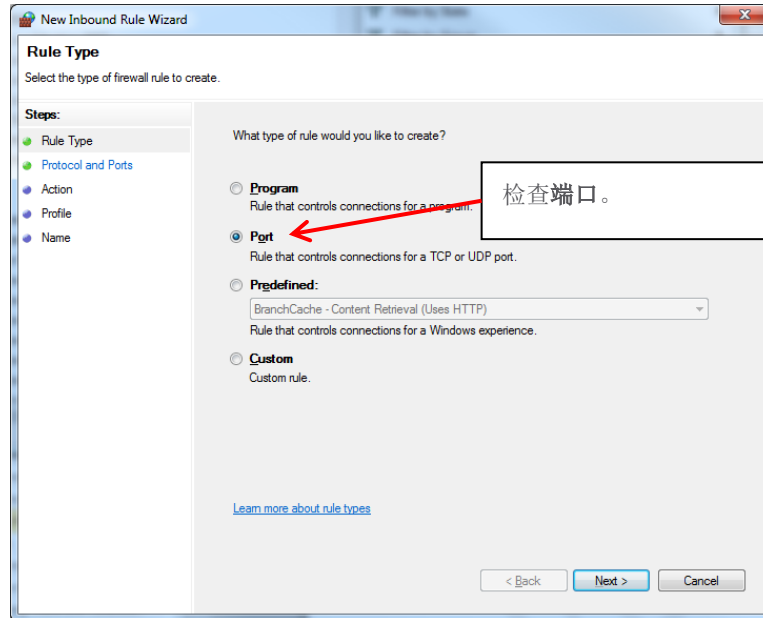 New Inbound Rule Wizard
Rule Type
Select the type of firewall rule to create.
Steps:
Rule Type
Protocol and Ports
Action
Profile
Name
What type of rule would you like to create?
Program
Rule that controls connections for a program.
检查端口。
Port
Rule that controls connections for a TCP or UDP port.
Predefined:
BranchCache - Content Retrieval (Uses HTTP)
Rule that controls connections for a Windows experience.
Custom
Custom rule.
Learn more about rule types
< Back
Next >
Cancel